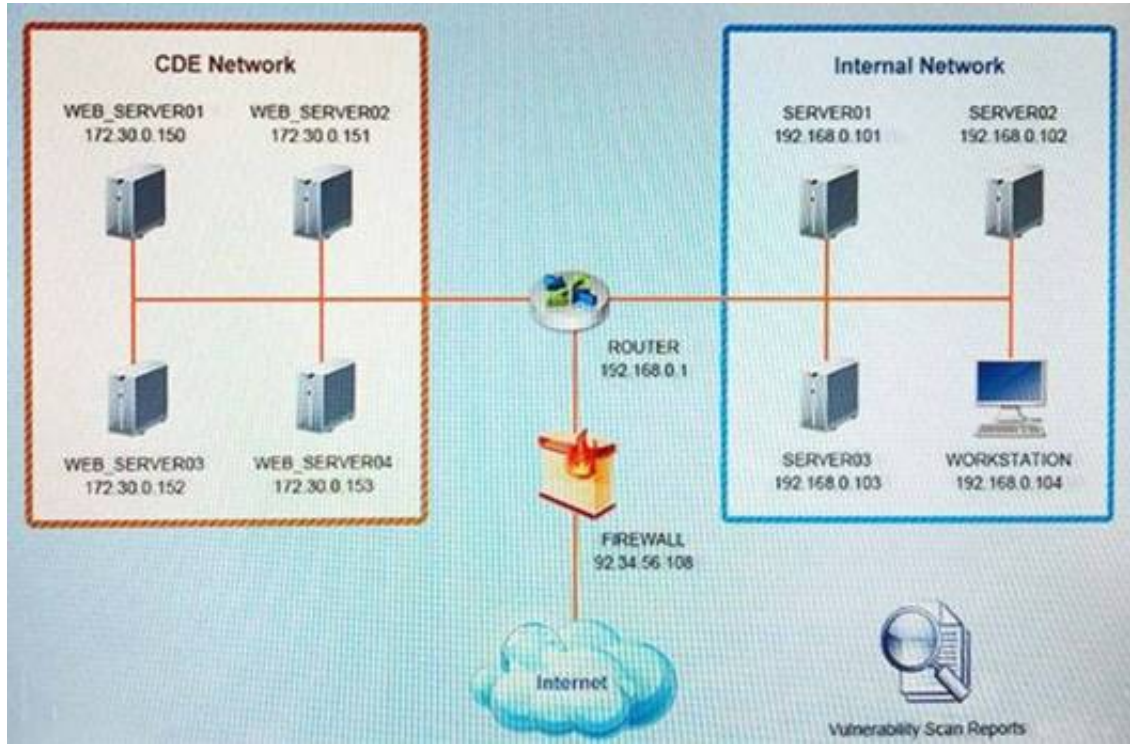 CDE Network
WEB_SERVER01
172.30.0.150
WEB_SERVER02
172.30.0.151
WEB_SERVER03
172.30.0.152
WEB_SERVER04
172.30.0.153
ROUTER
192.168.0.1
FIREWALL
92.34.56.108
Internet
Internal Network
SERVER01
192.168.0.101
SERVER02
192.168.0.102
SERVER03
192.168.0.103
WORKSTATION
192.168.0.104
Vulnerability Scan Reports